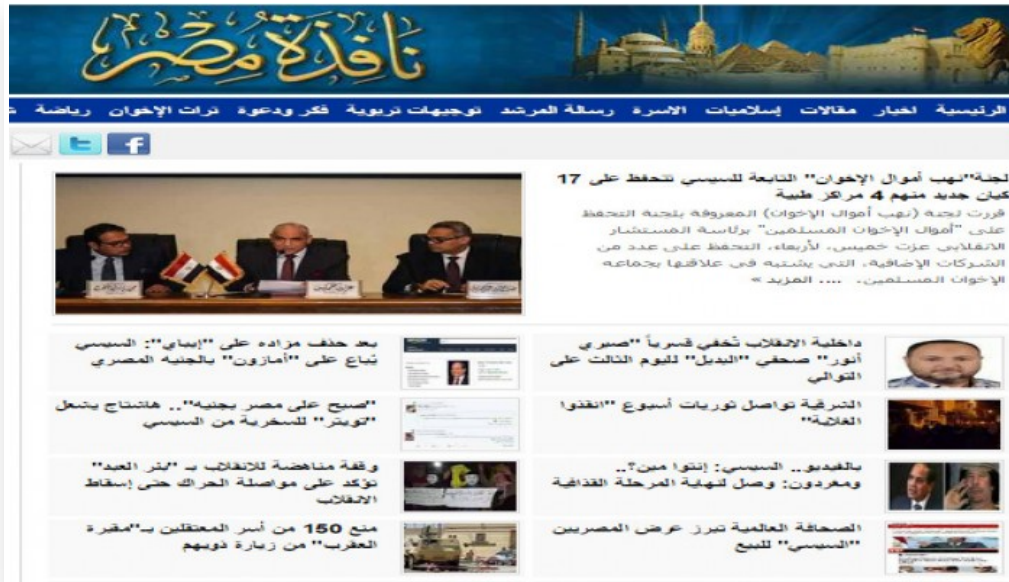 نافذة مصر
الرئيسية اخبار مقالات إسلاميات الاسرة رسالة المرشد توجيهات تربوية فكر ودعوة تراث الإخوان رياضة
لجنة"نهب أموال الإخوان" التابعة للسيسي تتحفظ على 17
كيان جديد منهم 4 مراكز طبية
قررت لجنة (نهب أموال الإخوان) المعروفة بلجنة التحفظ
على "أموال الإخوان المسلمين" برئاسة المستشار
الانقلابي عزت خميس، لأربعاء، التحفظ على عدد من
الشركات الإضافية، التي يشتبه في علاقتها بجماعه
الإخوان المسلمين. .... المزيد »
داخلية الانقلاب تُخفي قسرياً "صبري
أنور" صحفي "البديل" لليوم الثالث على
التوالي
بعد حذف مزاده على "إيباي": السيسي
يُباع على "أمازون" بالجنيه المصري
الشرقية تواصل ثوريات أسبوع "انقذوا
الغلابة"
"صبح على مصر بجنيه".. هاشتاج يشعل
"تويتر" للسخرية من السيسي
بالفيديو.. السيسي: إنتوا مين؟..
ومغردون: وصل لنهاية المرحلة القذافية
وقفة مناهضة للانقلاب بـ "بئر العبد"
تؤكد على مواصلة الحراك حتى إسقاط
الانقلاب
الصحافة العالمية تبرز عرض المصريين
"السيسي" للبيع
منع 150 من أسر المعتقلين بـ"مقبرة
العقرب" من زيارة ذويهم